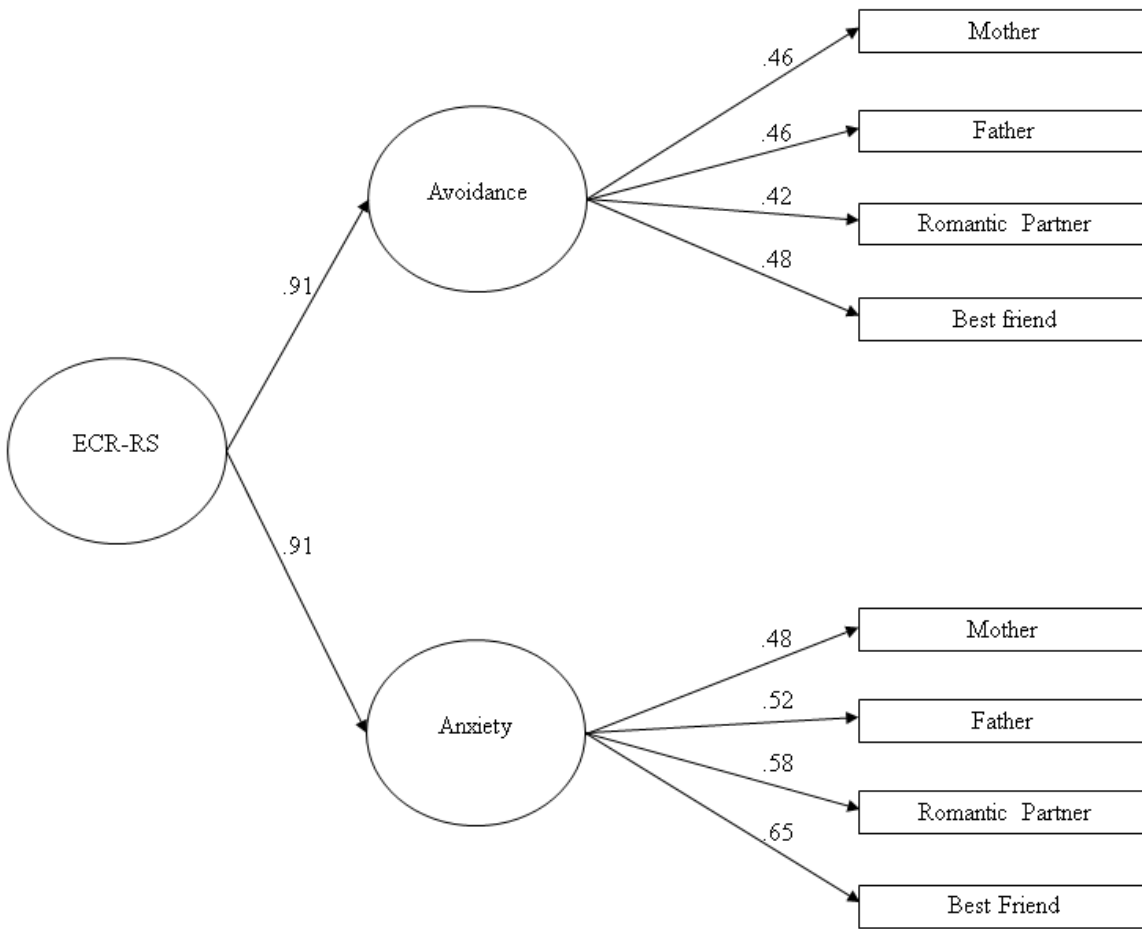 Mother
.46
Father
.46
Avoidance
.42
Romantic Partner
.48
Best friend
.91
ECR-RS
.91
Mother
.48
Father
.52
Anxiety
.58
Romantic Partner
.65
Best Friend